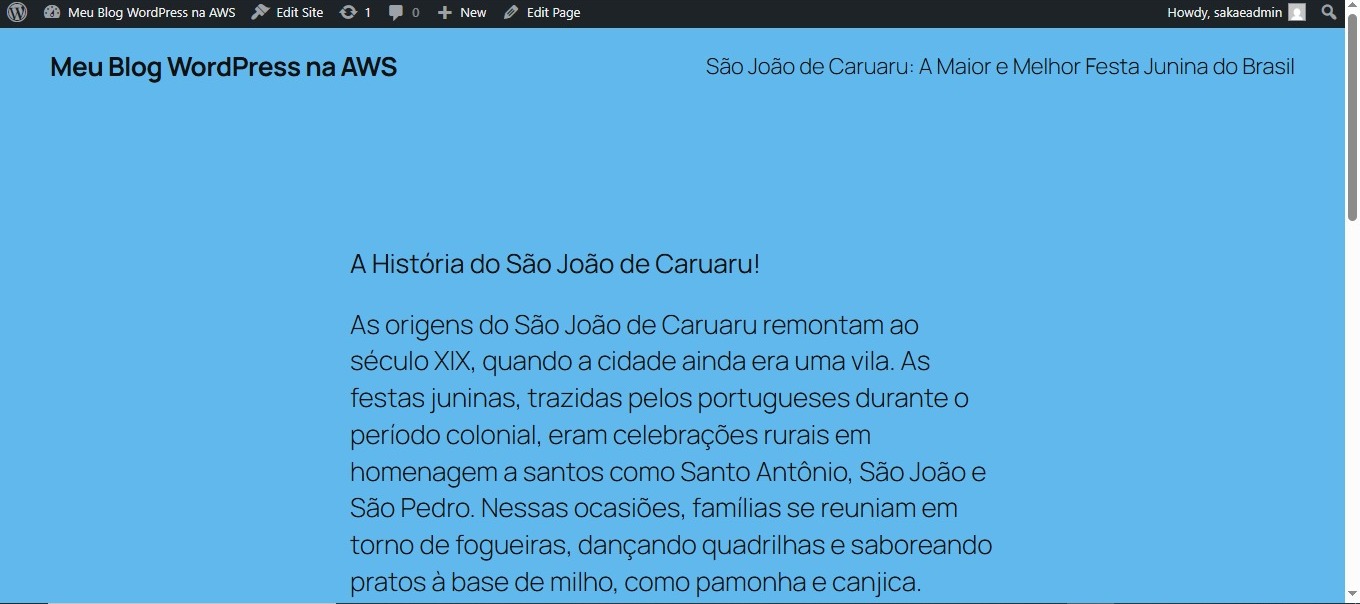 Meu Blog WordPress na AWS Edit Site 1 0 New Edit Page Howdy, sakaeadmin
Meu Blog WordPress na AWS São João de Caruaru: A Maior e Melhor Festa Junina do Brasil
A História do São João de Caruaru!
As origens do São João de Caruaru remontam ao
século XIX, quando a cidade ainda era uma vila. As
festas juninas, trazidas pelos portugueses durante o
período colonial, eram celebrações rurais em
homenagem a santos como Santo Antônio, São João e
São Pedro. Nessas ocasiões, famílias se reuniam em
torno de fogueiras, dançando quadrilhas e saboreando
pratos à base de milho, como pamonha e canjica.